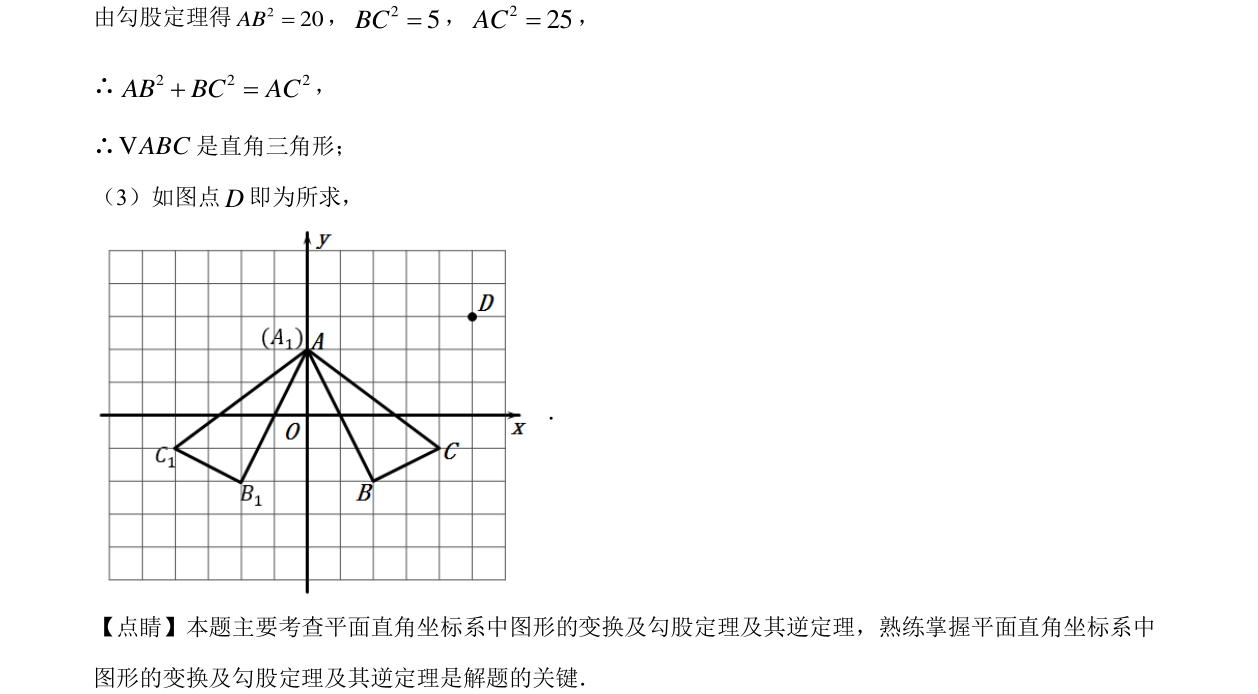 由勾股定理得 AB² = 20， BC² = 5， AC² = 25，
∴ AB² + BC² = AC²，
∴ VABC 是直角三角形；
（3）如图点 D 即为所求，
y
D
(A₁) A
O
x
.
C₁
C
B₁
B
【点睛】本题主要考查平面直角坐标系中图形的变换及勾股定理及其逆定理，熟练掌握平面直角坐标系中
图形的变换及勾股定理及其逆定理是解题的关键．